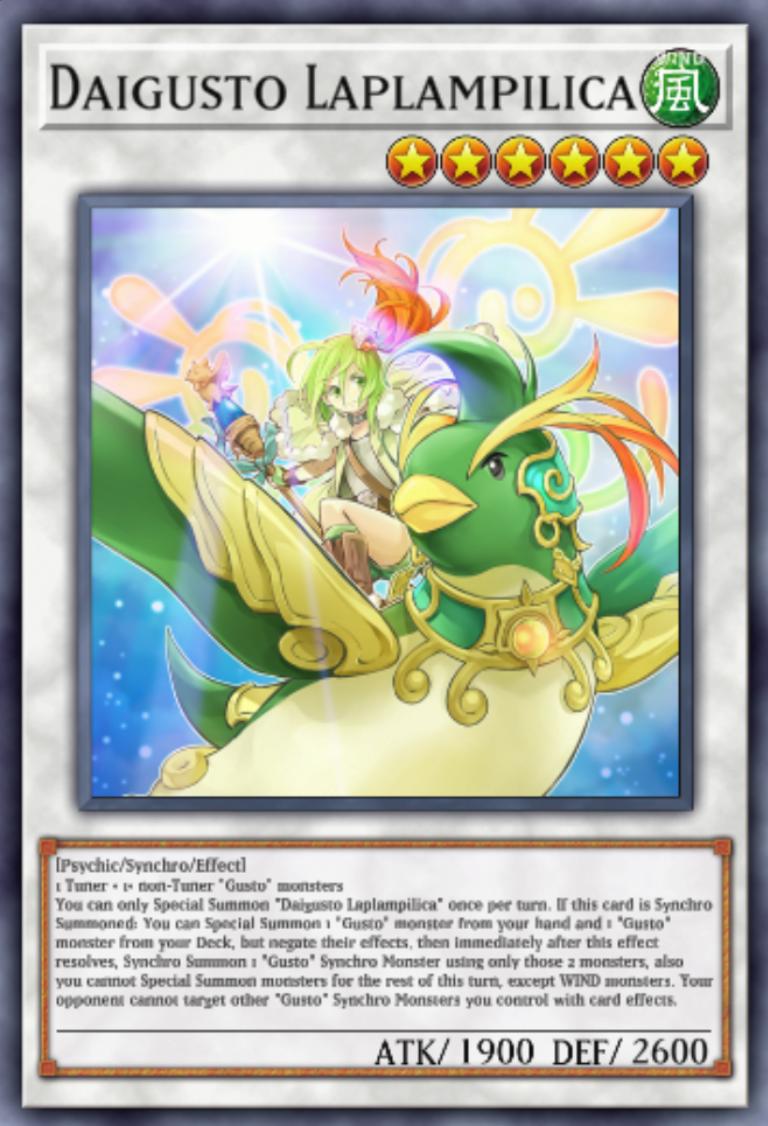 DAIGUSTO LAPLAMPILICA
WIND
風
[Psychic/Synchro/Effect]
1 Tuner + 1+ non-Tuner "Gusto" monsters
You can only Special Summon "Daigusto Laplampilica" once per turn. If this card is Synchro
Summoned: You can Special Summon 1 "Gusto" monster from your hand and 1 "Gusto"
monster from your Deck, but negate their effects, then immediately after this effect
resolves, Synchro Summon 1 "Gusto" Synchro Monster using only those 2 monsters, also
you cannot Special Summon monsters for the rest of this turn, except WIND monsters. Your
opponent cannot target other "Gusto" Synchro Monsters you control with card effects.
ATK/ 1900 DEF/ 2600